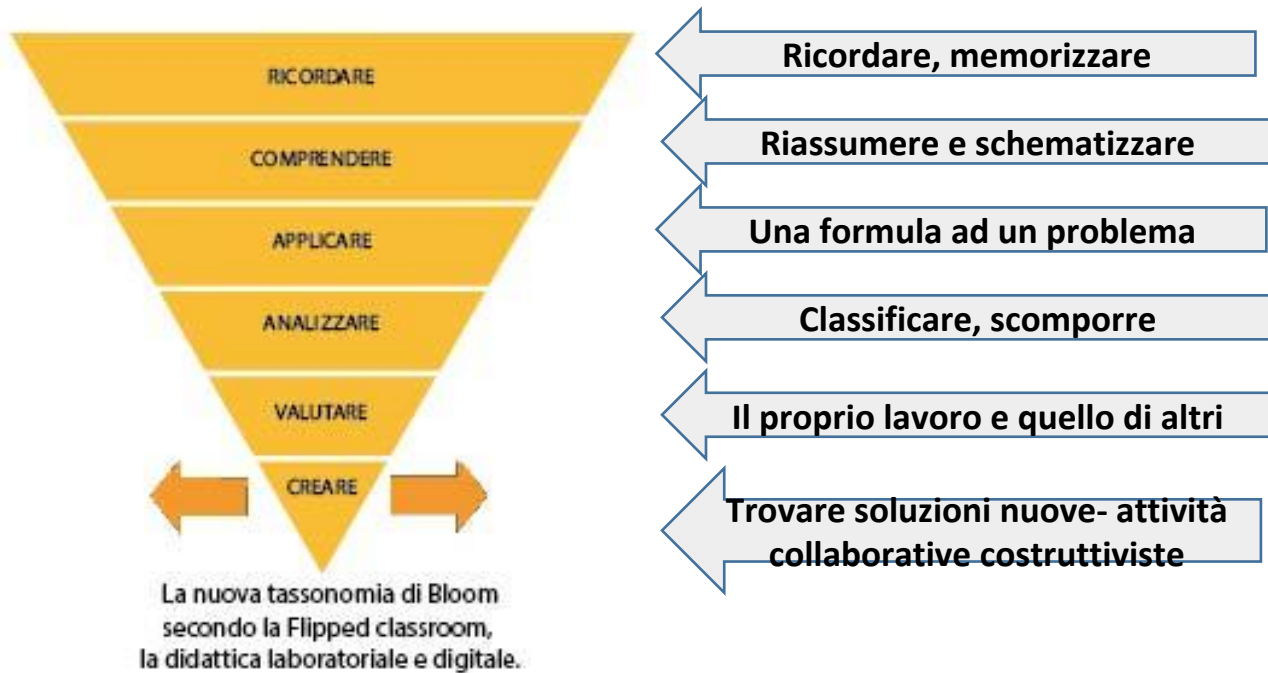 RICORDARE
Ricordare, memorizzare
COMPRENDERE
Riassumere e schematizzare
APPLICARE
Una formula ad un problema
ANALIZZARE
Classificare, scomporre
VALUTARE
Il proprio lavoro e quello di altri
CREARE
Trovare soluzioni nuove- attività
collaborative costruttiviste
La nuova tassonomia di Bloom
secondo la Flipped classroom,
la didattica laboratoriale e digitale.